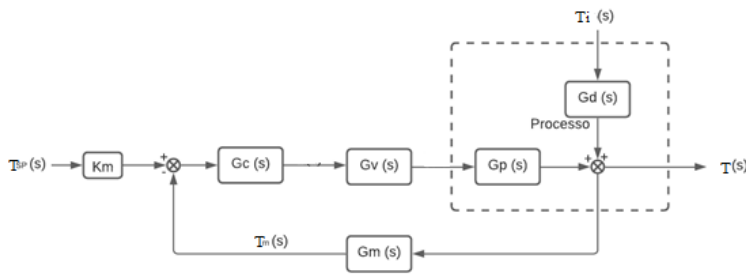 Ti (s)
Gd (s)
Processo
TSP (s)
Km
+
-
Gc (s)
Gv (s)
Gp (s)
+
+
T(s)
Tm (s)
Gm (s)